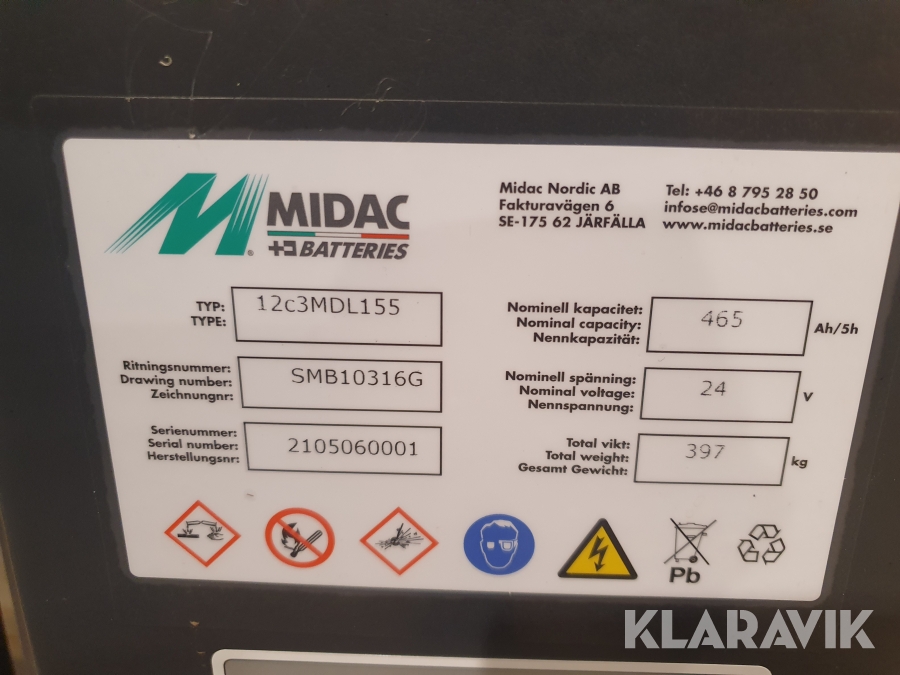 MIDAC
BATTERIES
Midac Nordic AB
Fakturavägen 6
SE-175 62 JÄRFÄLLA
Tel: +46 8 795 28 50
infose@midacbatteries.com
www.midacbatteries.se
TYP:
TYPE:
12c3MDL155
Ritningsnummer:
Drawing number:
Zeichnungnr:
SMB10316G
Serienummer:
Serial number:
Herstellungsnr:
2105060001
Nominell kapacitet:
Nominal capacity:
Nennkapazität:
465
Ah/5h
Nominell spänning:
Nominal voltage:
Nennspannung:
24
V
Total vikt:
Total weight:
Gesamt Gewicht:
397
kg
Pb
KLARAVIK